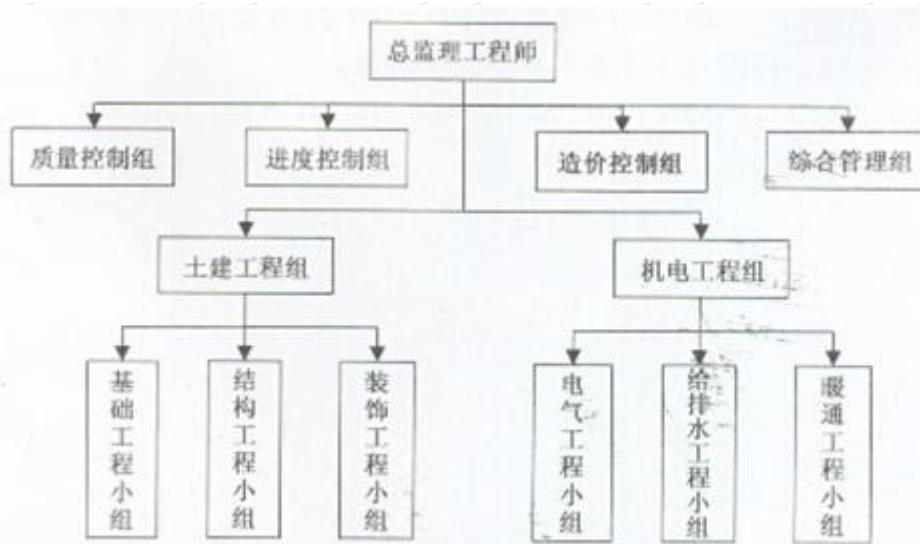 总监理工程师
质量控制组
进度控制组
造价控制组
综合管理组
土建工程组
机电工程组
基础工程小组
结构工程小组
装饰工程小组
电气工程小组
给排水工程小组
暖通工程小组